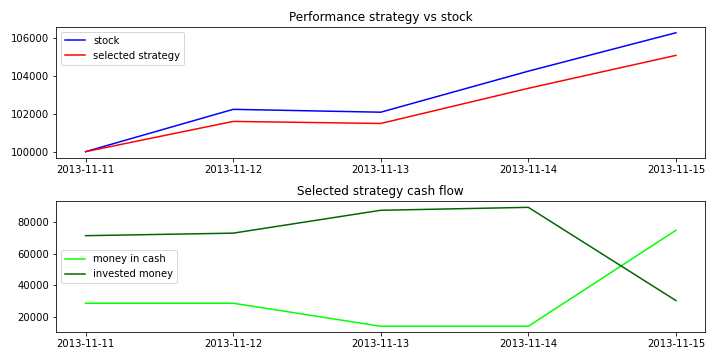 Performance strategy vs stock
106000
104000
102000
100000
stock
selected strategy
2013-11-11 2013-11-12 2013-11-13 2013-11-14 2013-11-15
Selected strategy cash flow
80000
60000
40000
20000
money in cash
invested money
2013-11-11 2013-11-12 2013-11-13 2013-11-14 2013-11-15